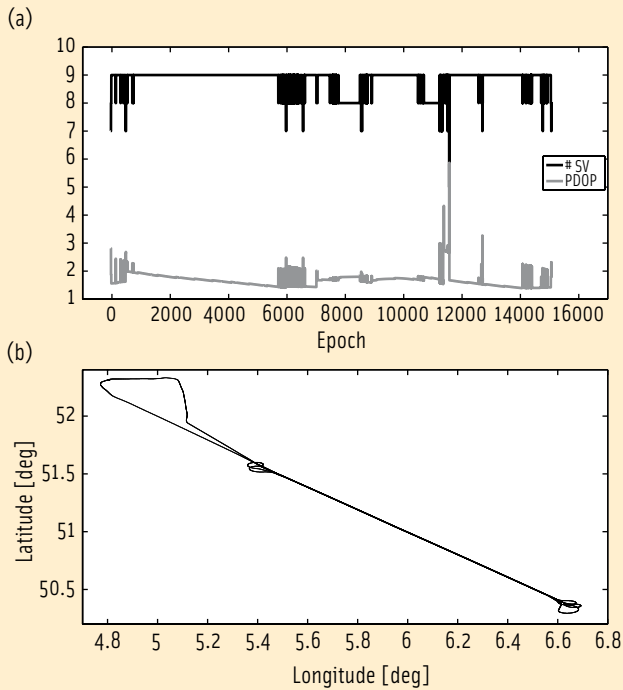 (a)
10
9
8
7
6
5
4
3
2
1
# SV
PDOP
0 2000 4000 6000 8000 10000 12000 14000 16000
Epoch
(b)
52
51.5
51
50.5
Latitude [deg]
4.8 5 5.2 5.4 5.6 5.8 6 6.2 6.4 6.6 6.8
Longitude [deg]